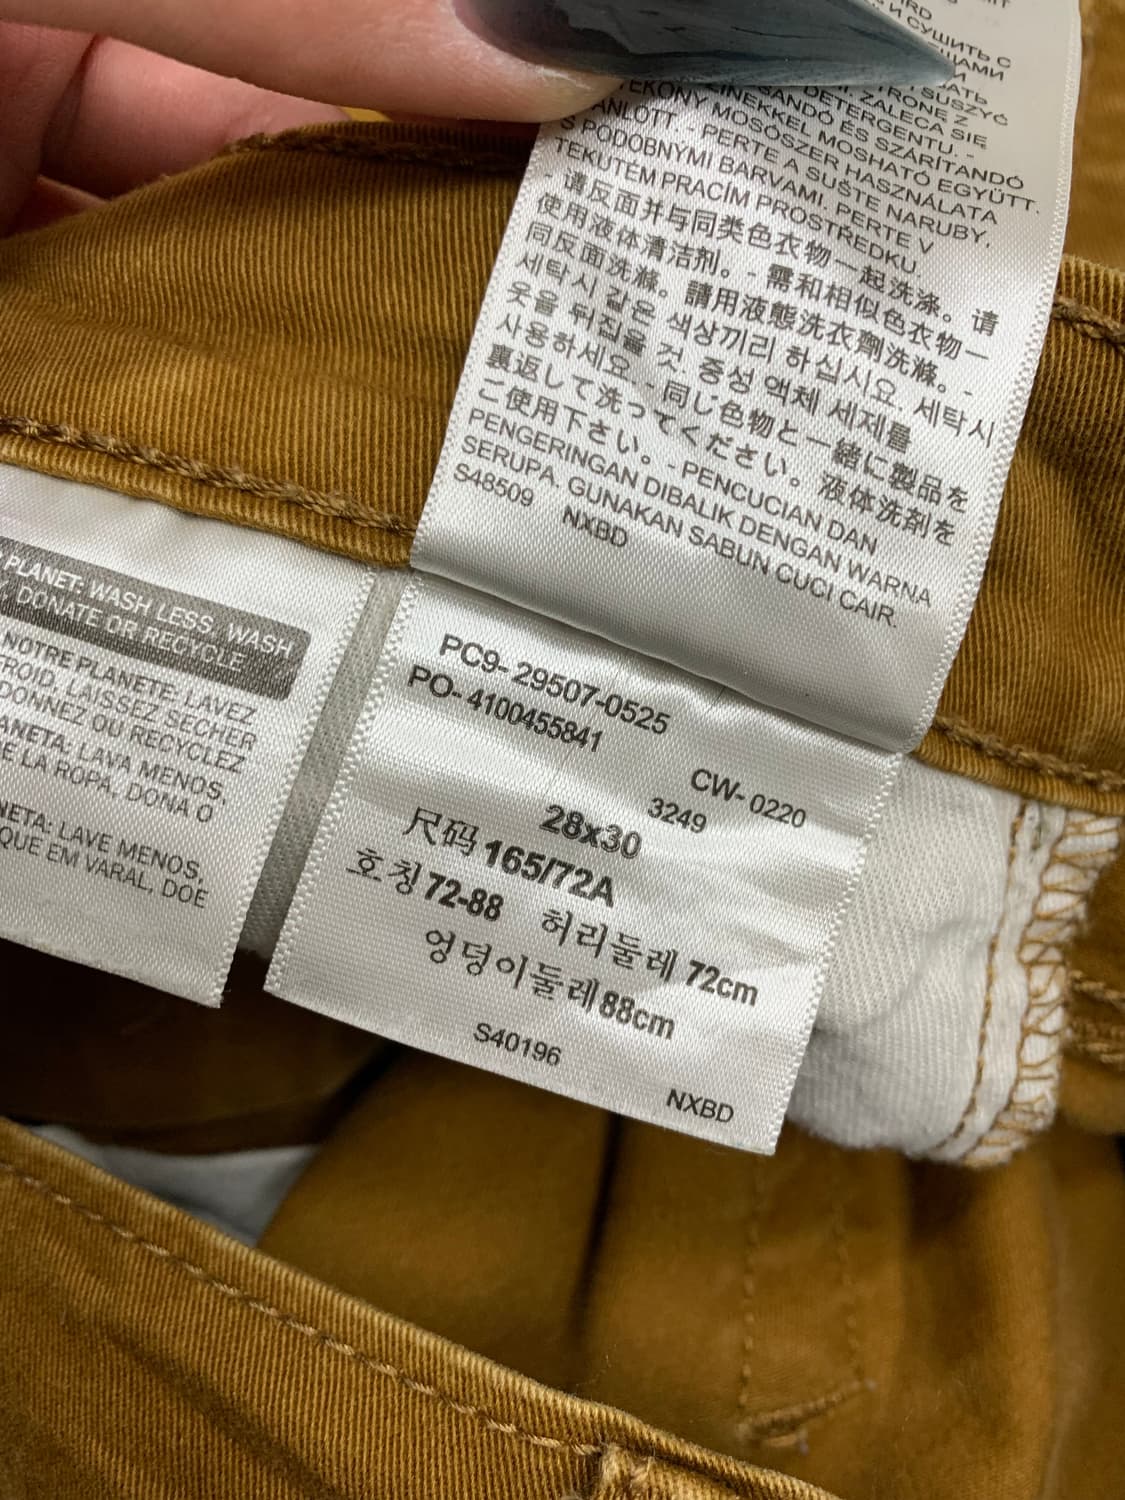 И СУШИТЬ С
SUSZYĆ
DETERGENTU. -
ZALECA SIĘ
MOSÓSZER HASZNÁLATA
- PERTE A SUŠTE NARUBY,
S PODOBNÝMI BARVAMI. PERTE V
TEKUTÉM PRACÍM PROSTŘEDKU.
- 请反面并与同类色衣物一起洗涤。请
使用液体清洁剂。- 需和相似色衣物一
同反面洗滌。請用液態洗衣劑洗滌。-
세탁시 같은 색상끼리 하십시요. 세탁시
옷을 뒤집을 것. 중성 액체 세제를
사용하세요. - 同じ色物と一緒に製品を
裏返して洗ってください。液体洗剤を
ご使用下さい。- PENCUCIAN DAN
PENGERINGAN DIBALIK DENGAN WARNA
SERUPA. GUNAKAN SABUN CUCI CAIR.
S48509 NXBD
PLANET: WASH LESS, WASH
DONATE OR RECYCLE
NOTRE PLANÈTE: LAVEZ
LAISSEZ SÉCHER
DONNEZ OU RECYCLEZ
LAVA MENOS,
LA ROPA, DONA O
LAVE MENOS,
QUE EM VARAL, DOE
PC9- 29507-0525
PO- 4100455841
CW- 0220
3249
28x30
尺码 165/72A
호칭 72-88 허리둘레 72cm
엉덩이둘레 88cm
S40196
NXBD